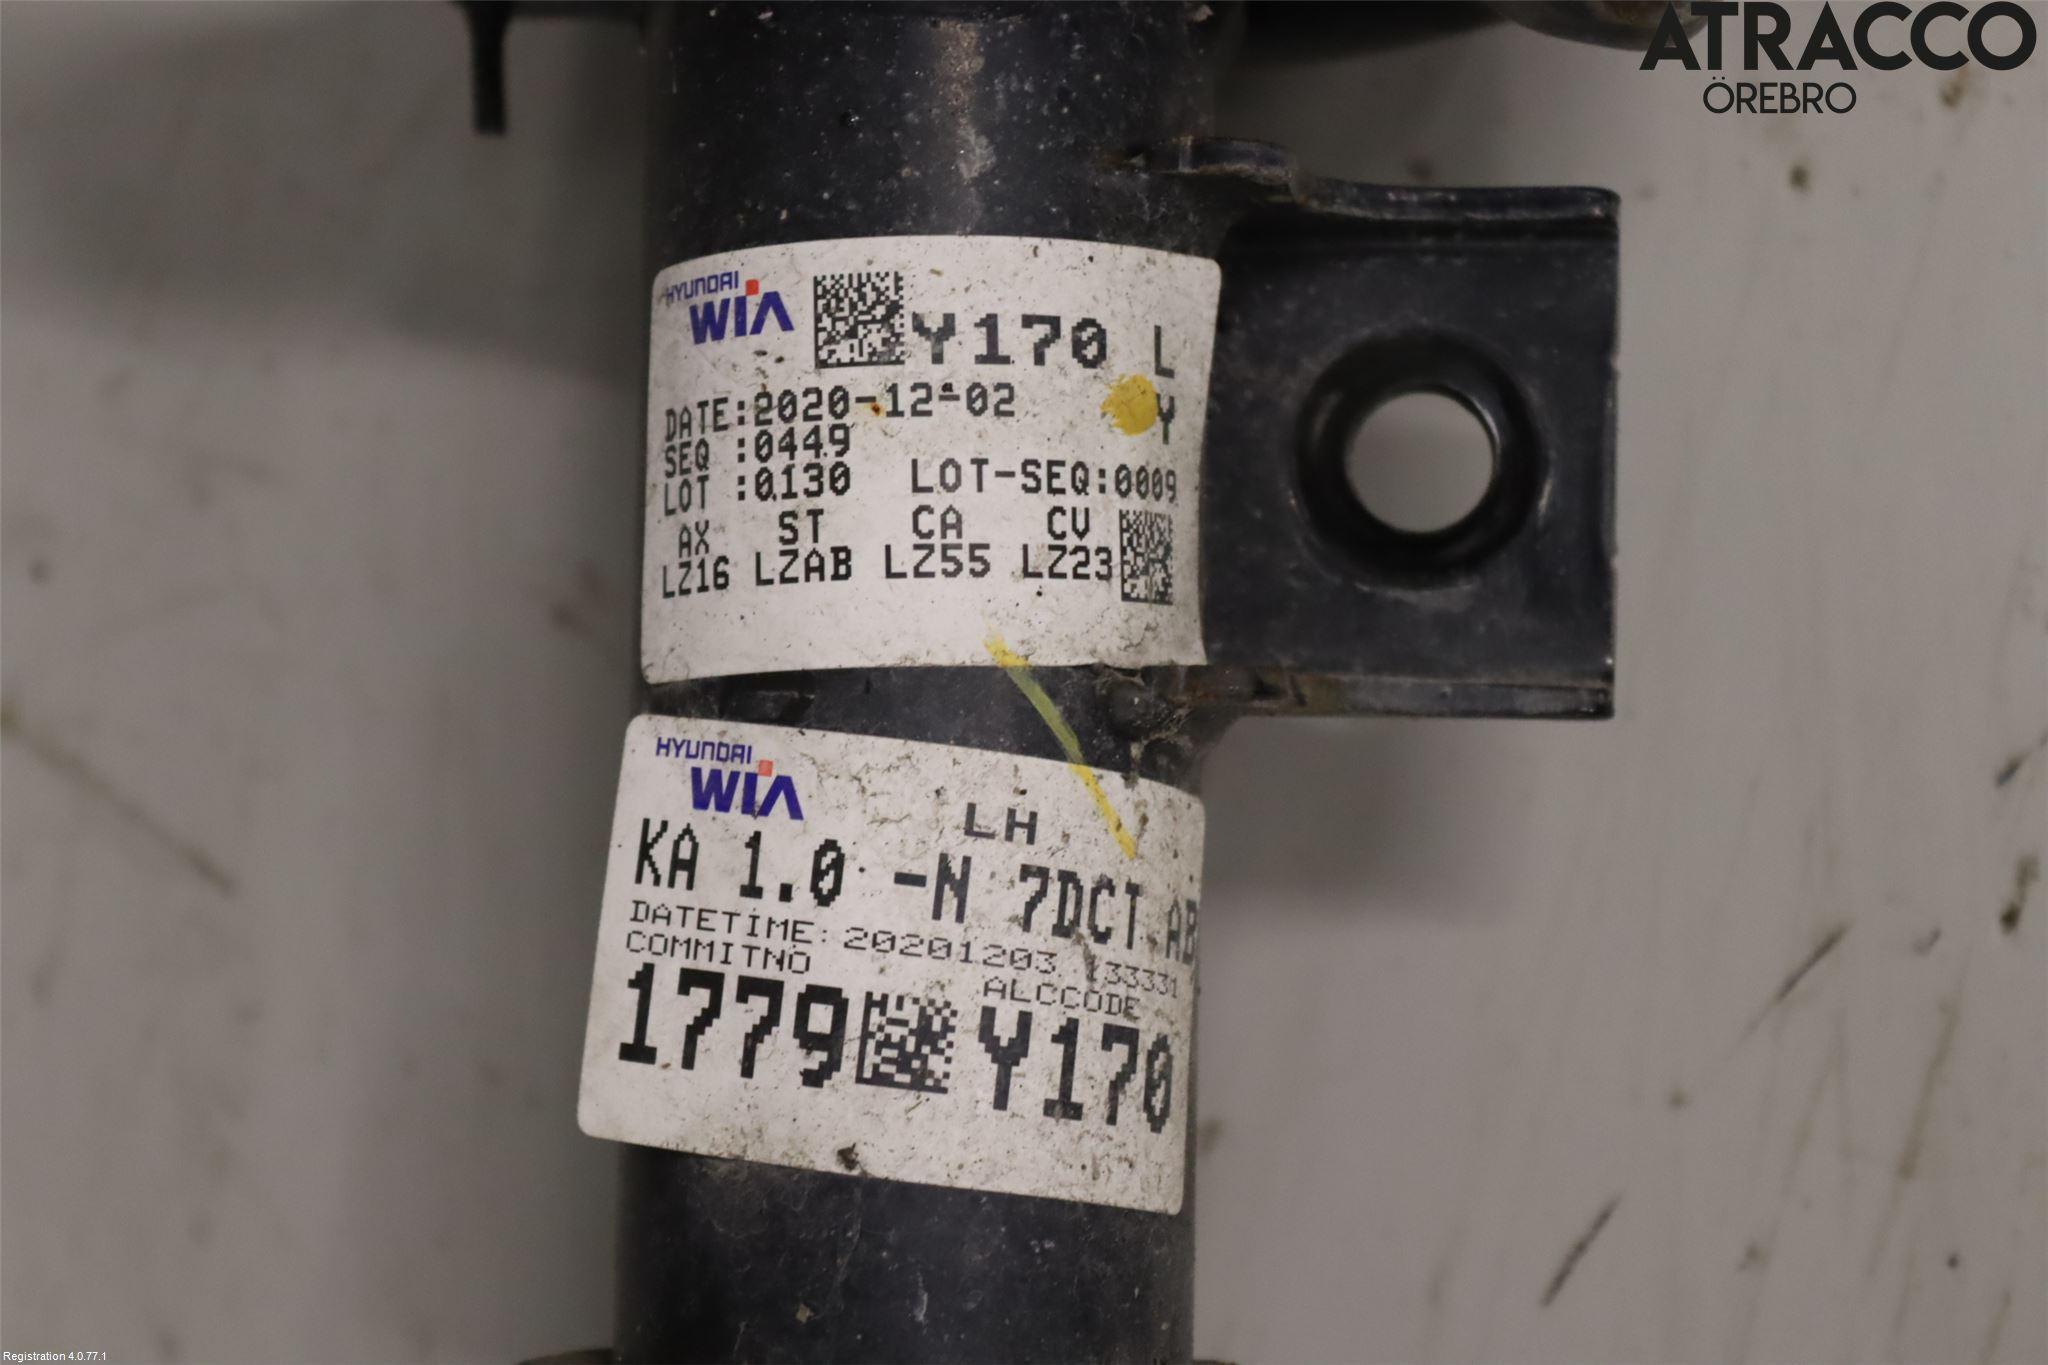 ATRACCO
ÖREBRO
HYUNDAI
WIA
Y170 L
DATE:2020-12-02 Y
SEQ :0449
LOT :0130 LOT-SEQ:0009
AX ST CA CV
LZ16 LZAB LZ55 LZ23
HYUNDAI
WIA
LH
KA 1.0 -N 7DCT AB
DATETIME: 20201203 133331
COMMITNO ALCCODE
1779 Y170
Registration 4.0.77.1